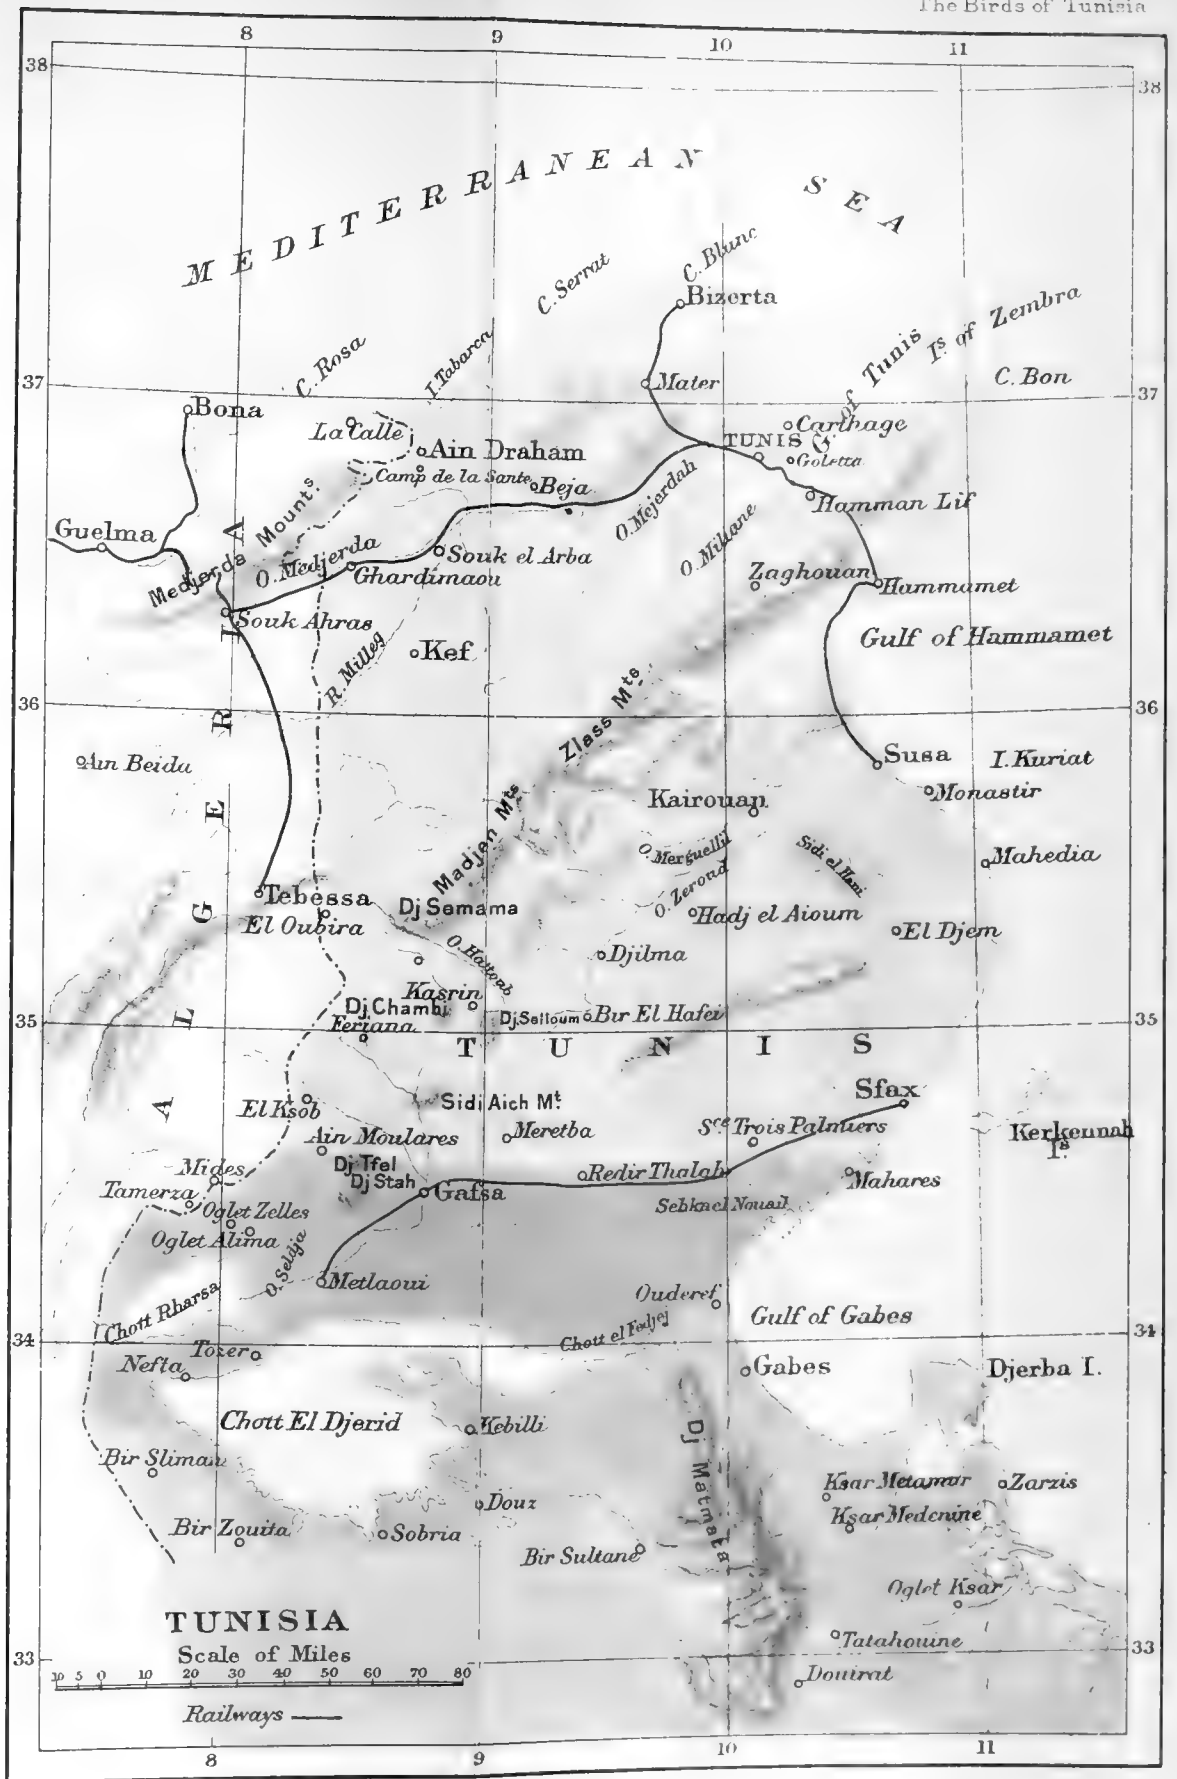 The Birds of Tunisia
8 9 10 11
38 38
MEDITERRANEAN SEA
C. Blanc
C. Serrat
Bizerta
Is. of Zembra
G. of Tunis
C. Rosa
I. Tabarca
37 37
Mater
C. Bon
Bona
La Calle
Carthage
TUNIS
Ain Draham
Goletta
Camp de la Sante
Beja
O. Mejerdah
Hamman Lif
Guelma
Medjerda Mounts.
O. Medjerda
Souk el Arba
O. Miliane
Ghardimaou
Zaghouan
Hammamet
Souk Ahras
Gulf of Hammamet
R. Milleg
Kef
Zlass Mts
36 36
ALGERIA
Ain Beida
Susa
I. Kuriat
Monastir
Madjen Mts
Kairouan
O. Merguellil
Sidi el Hani
Mahedia
O. Zeroud
Tebessa
Dj Semama
Hadj el Aioum
El Oubira
El Djem
O. Hattoub
Djilma
Kasrin
Dj. Chambi
Dj. Selloum
Bir El Hafei
Feriana
35 35
TUNIS
Sfax
El Ksob
Sidi Aich Mt.
Sce Trois Palmiers
Kerkennah
Is.
Ain Moulares
Meretba
Mides
Dj Tfel
Dj Stah
Redir Thalab
Mahares
Tamerza
Gafsa
Oglet Zelles
Sebkhel Nouail
Oglet Alima
O. Seldja
Metlaoui
Ouderef
Chott Rharsa
Gulf of Gabes
Chott el Fedjej
34 34
Tozer
Nefta
Gabes
Djerba I.
Chott El Djerid
Kebilli
Dj Matmata
Bir Sliman
Ksar Metamur
Zarzis
Douz
Ksar Medenine
Bir Zouita
Sobria
Bir Sultane
Oglet Ksar
TUNISIA
Tatahouine
Scale of Miles
33 33
10 5 0 10 20 30 40 50 60 70 80
Douirat
Railways
8 9 10 11